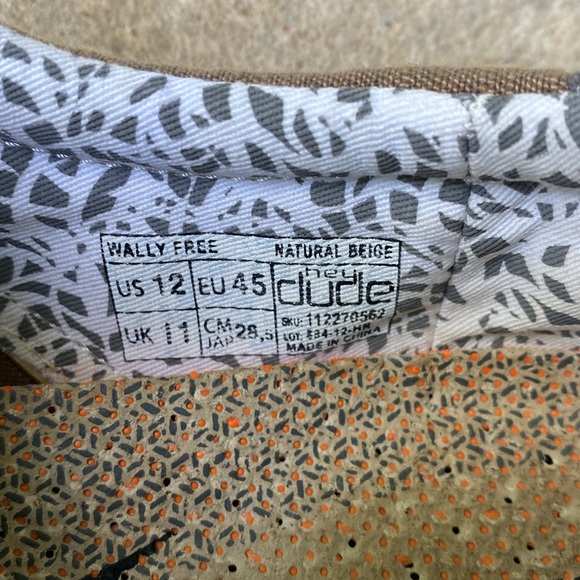 WALLY FREE NATURAL BEIGE
US 12 EU 45 hey
dude
UK 11 CM JAP 28,5 SKU: 112270562
MADE IN CHINA